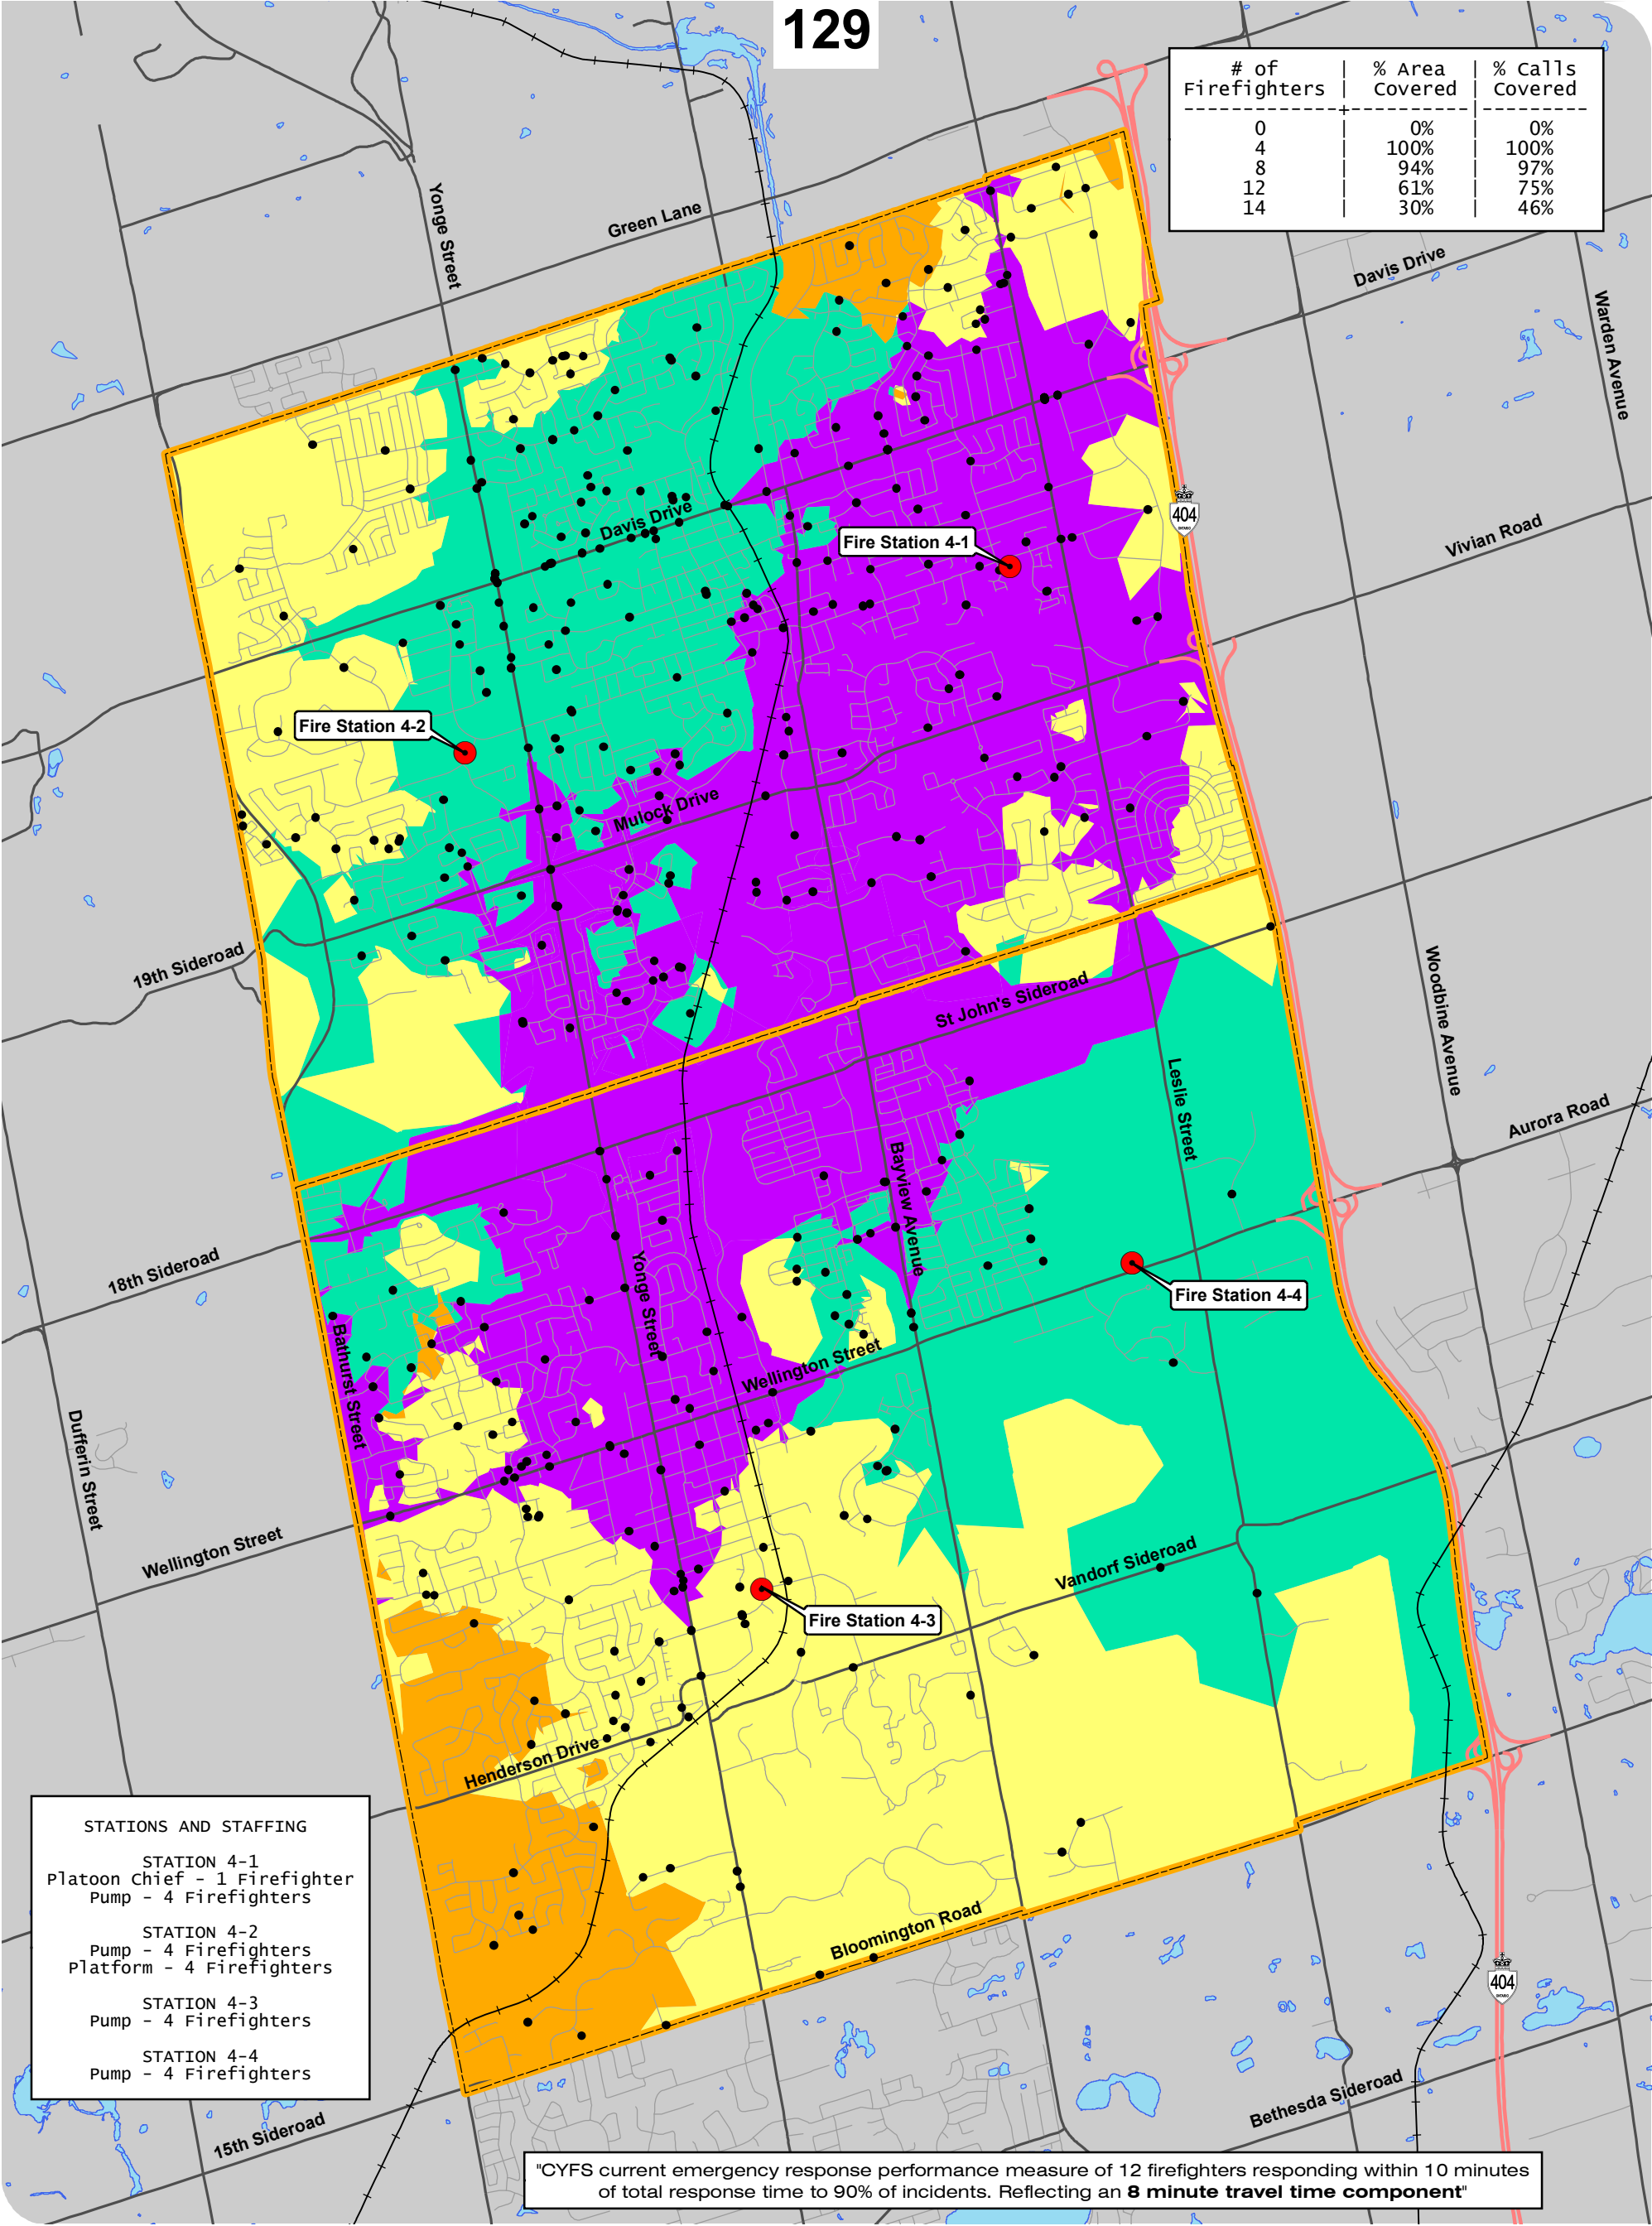 129
# of | % Area | % Calls
Firefighters | Covered | Covered
------------+----------|---------
0 | 0% | 0%
4 | 100% | 100%
8 | 94% | 97%
12 | 61% | 75%
14 | 30% | 46%
Yonge Street
Green Lane
Davis Drive
Warden Avenue
404
ONTARIO
Vivian Road
Davis Drive
Fire Station 4-1
Fire Station 4-2
Mulock Drive
19th Sideroad
St John's Sideroad
Woodbine Avenue
Leslie Street
Aurora Road
Bayview Avenue
18th Sideroad
Yonge Street
Fire Station 4-4
Bathurst Street
Wellington Street
Dufferin Street
Wellington Street
Vandorf Sideroad
Fire Station 4-3
Henderson Drive
STATIONS AND STAFFING
STATION 4-1
Platoon Chief - 1 Firefighter
Pump - 4 Firefighters
STATION 4-2
Pump - 4 Firefighters
Platform - 4 Firefighters
STATION 4-3
Pump - 4 Firefighters
STATION 4-4
Pump - 4 Firefighters
Bloomington Road
404
ONTARIO
15th Sideroad
Bethesda Sideroad
"CYFS current emergency response performance measure of 12 firefighters responding within 10 minutes
of total response time to 90% of incidents. Reflecting an 8 minute travel time component"